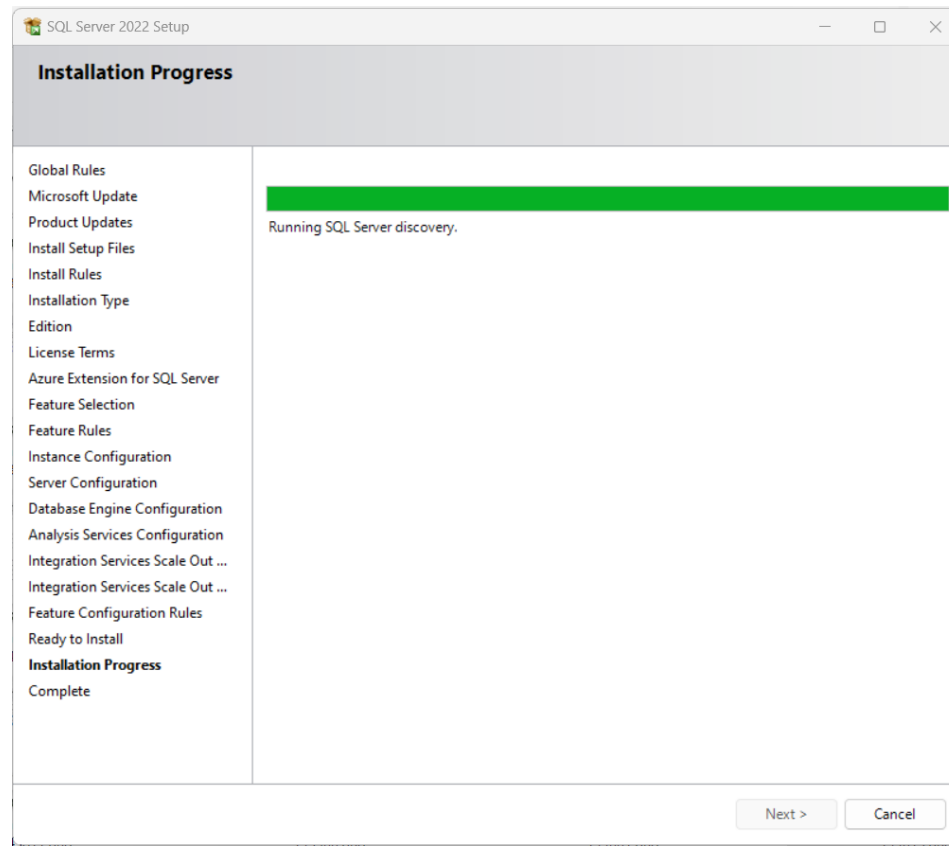 SQL Server 2022 Setup
Installation Progress
Global Rules
Microsoft Update
Product Updates
Install Setup Files
Install Rules
Installation Type
Edition
License Terms
Azure Extension for SQL Server
Feature Selection
Feature Rules
Instance Configuration
Server Configuration
Database Engine Configuration
Analysis Services Configuration
Integration Services Scale Out ...
Integration Services Scale Out ...
Feature Configuration Rules
Ready to Install
Installation Progress
Complete
Running SQL Server discovery.
Next >
Cancel